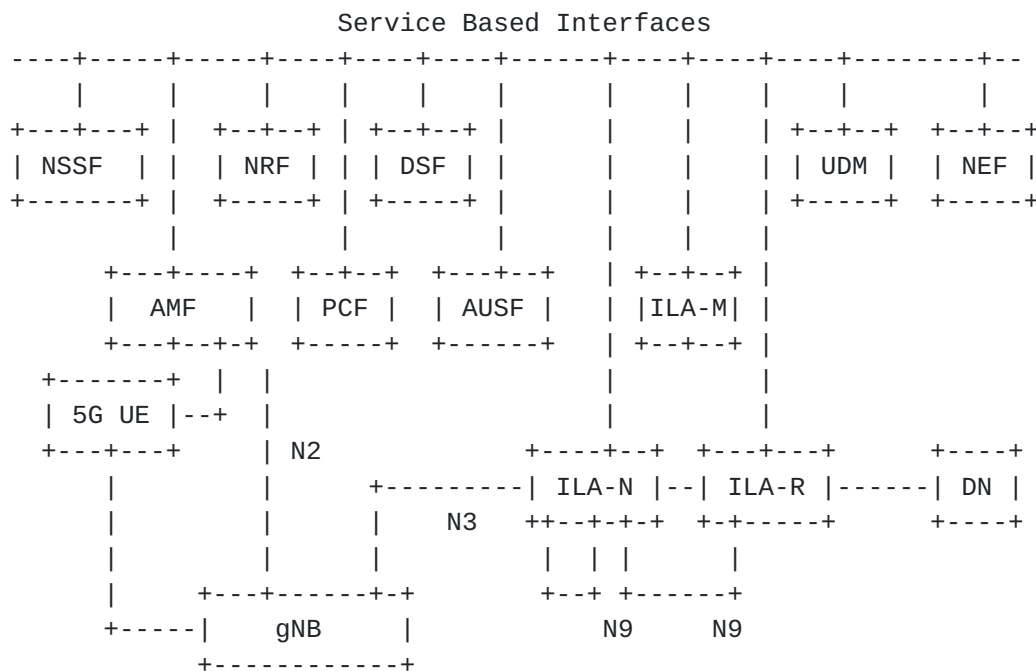 Service Based Interfaces
NSSF NRF DSF UDM NEF
AMF PCF AUSF ILA-M
5G UE
N2
ILA-N ILA-R DN
N3
gNB N9 N9